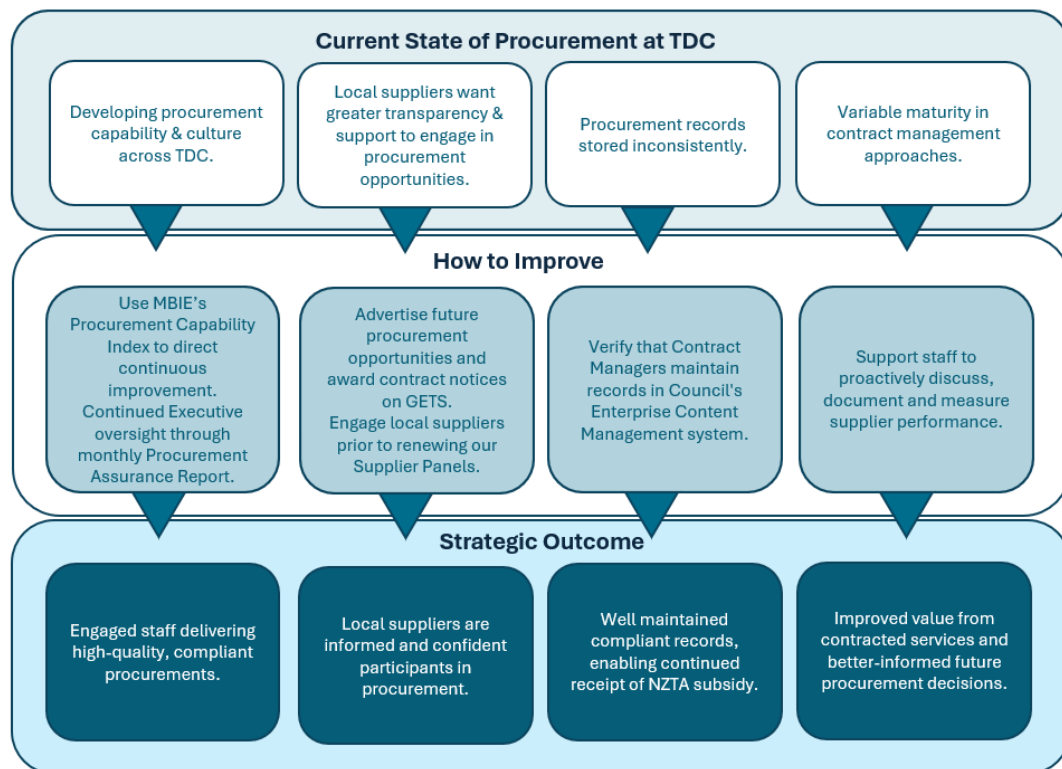 Current State of Procurement at TDC
Developing procurement
capability & culture
across TDC.
Local suppliers want
greater transparency &
support to engage in
procurement
opportunities.
Procurement records
stored inconsistently.
Variable maturity in
contract management
approaches.
How to Improve
Use MBIE's
Procurement Capability
Index to direct
continuous
improvement.
Continued Executive
oversight through
monthly Procurement
Assurance Report.
Advertise future
procurement
opportunities and
award contract notices
on GETS.
Engage local suppliers
prior to renewing our
Supplier Panels.
Verify that Contract
Managers maintain
records in Council's
Enterprise Content
Management system.
Support staff to
proactively discuss,
document and measure
supplier performance.
Strategic Outcome
Engaged staff delivering
high-quality, compliant
procurements.
Local suppliers are
informed and confident
participants in
procurement.
Well maintained
compliant records,
enabling continued
receipt of NZTA subsidy.
Improved value from
contracted services and
better-informed future
procurement decisions.